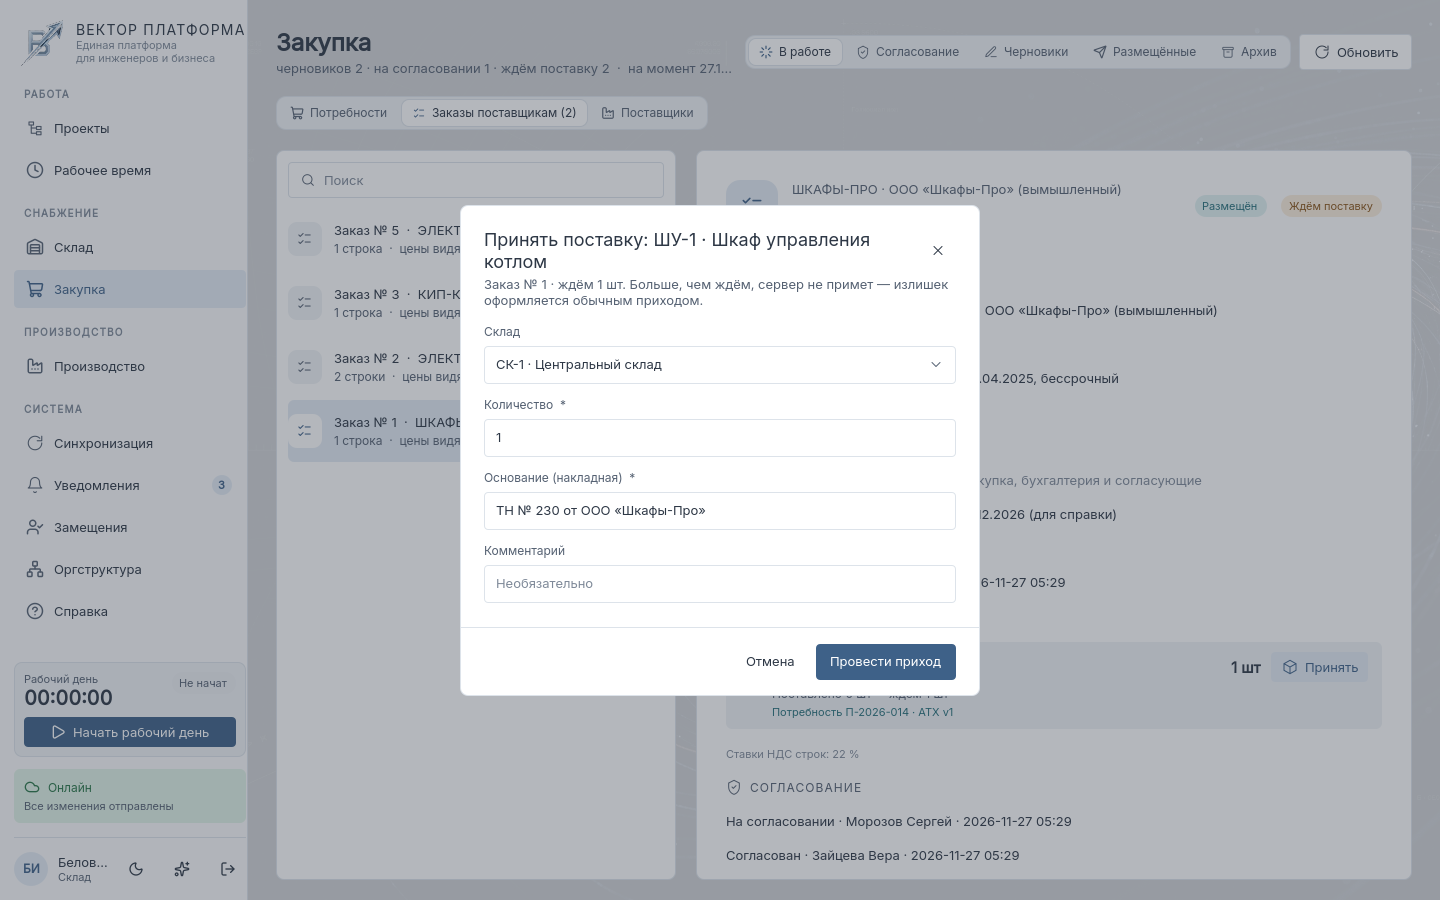 ВЕКТОР ПЛАТФОРМА
Единая платформа
для инженеров и бизнеса
РАБОТА
Проекты
Рабочее время
СНАБЖЕНИЕ
Склад
Закупка
ПРОИЗВОДСТВО
Производство
СИСТЕМА
Синхронизация
Уведомления 3
Замещения
Оргструктура
Справка
Рабочий день
Не начат
00:00:00
Начать рабочий день
Онлайн
Все изменения отправлены
БИ
Белов...
Склад
Закупка
черновиков 2 · на согласовании 1 · ждём поставку 2 · на момент 27.1...
В работе
Согласование
Черновики
Размещённые
Архив
Обновить
Потребности
Заказы поставщикам (2)
Поставщики
Поиск
Заказ № 5 · ЭЛЕКТ
1 строка · цены видя
Заказ № 3 · КИП-К
1 строка · цены видя
Заказ № 2 · ЭЛЕКТ
2 строки · цены видя
Заказ № 1 · ШКАФЫ
1 строка · цены видя
ШКАФЫ-ПРО · ООО «Шкафы-Про» (вымышленный)
Размещён
Ждём поставку
ООО «Шкафы-Про» (вымышленный)
.04.2025, бессрочный
купка, бухгалтерия и согласующие
12.2026 (для справки)
6-11-27 05:29
1 шт
Принять
Потребность П-2026-014 · АТХ v1
Ставки НДС строк: 22 %
СОГЛАСОВАНИЕ
На согласовании · Морозов Сергей · 2026-11-27 05:29
Согласован · Зайцева Вера · 2026-11-27 05:29
Принять поставку: ШУ-1 · Шкаф управления
котлом
Заказ № 1 · ждём 1 шт. Больше, чем ждём, сервер не примет — излишек
оформляется обычным приходом.
Склад
СК-1 · Центральный склад
Количество *
1
Основание (накладная) *
ТН № 230 от ООО «Шкафы-Про»
Комментарий
Необязательно
Отмена
Провести приход